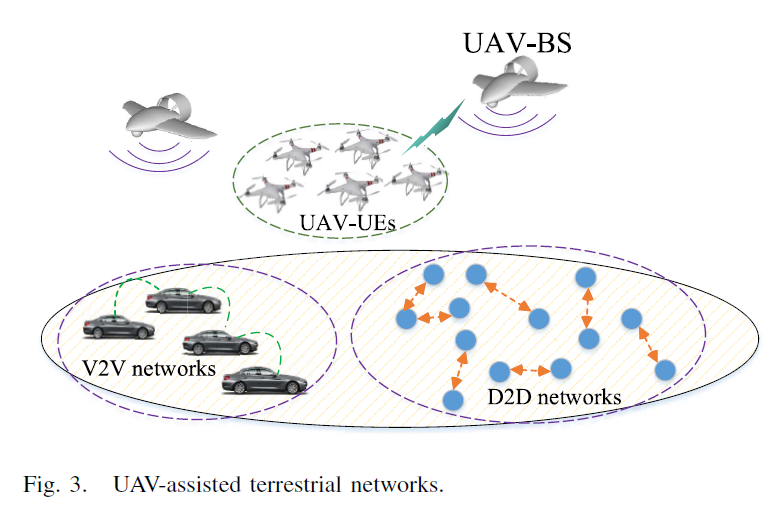 UAV-BS
UAV-UEs
V2V networks
D2D networks
Fig. 3. UAV-assisted terrestrial networks.